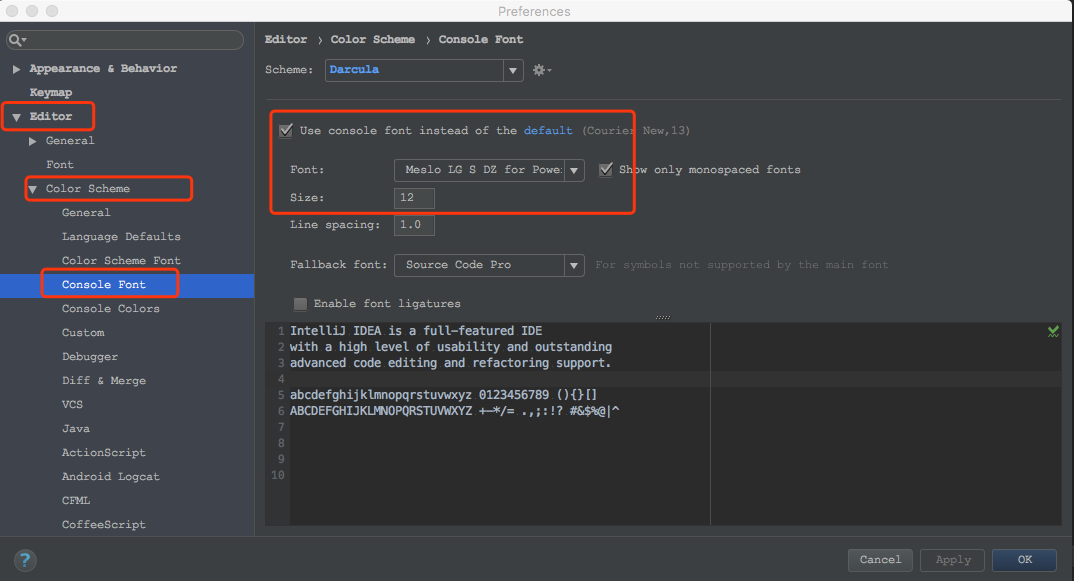 Preferences
Appearance & Behavior
Keymap
Editor
General
Font
Color Scheme
General
Language Defaults
Color Scheme Font
Console Font
Console Colors
Custom
Debugger
Diff & Merge
VCS
Java
ActionScript
Android Logcat
CFML
CoffeeScript
?
Editor › Color Scheme › Console Font
Scheme: Darcula
Use console font instead of the default (Courier New,13)
Font: Meslo LG S DZ for Powe Show only monospaced fonts
Size: 12
Line spacing: 1.0
Fallback font: Source Code Pro For symbols not supported by the main font
Enable font ligatures
1 IntelliJ IDEA is a full-featured IDE
2 with a high level of usability and outstanding
3 advanced code editing and refactoring support.
4
5 abcdefghijklmnopqrstuvwxyz 0123456789 (){}[]
6 ABCDEFGHIJKLMNOPQRSTUVWXYZ +-*/= .,;:!? #&$%@|^
7
8
9
10
Cancel Apply OK